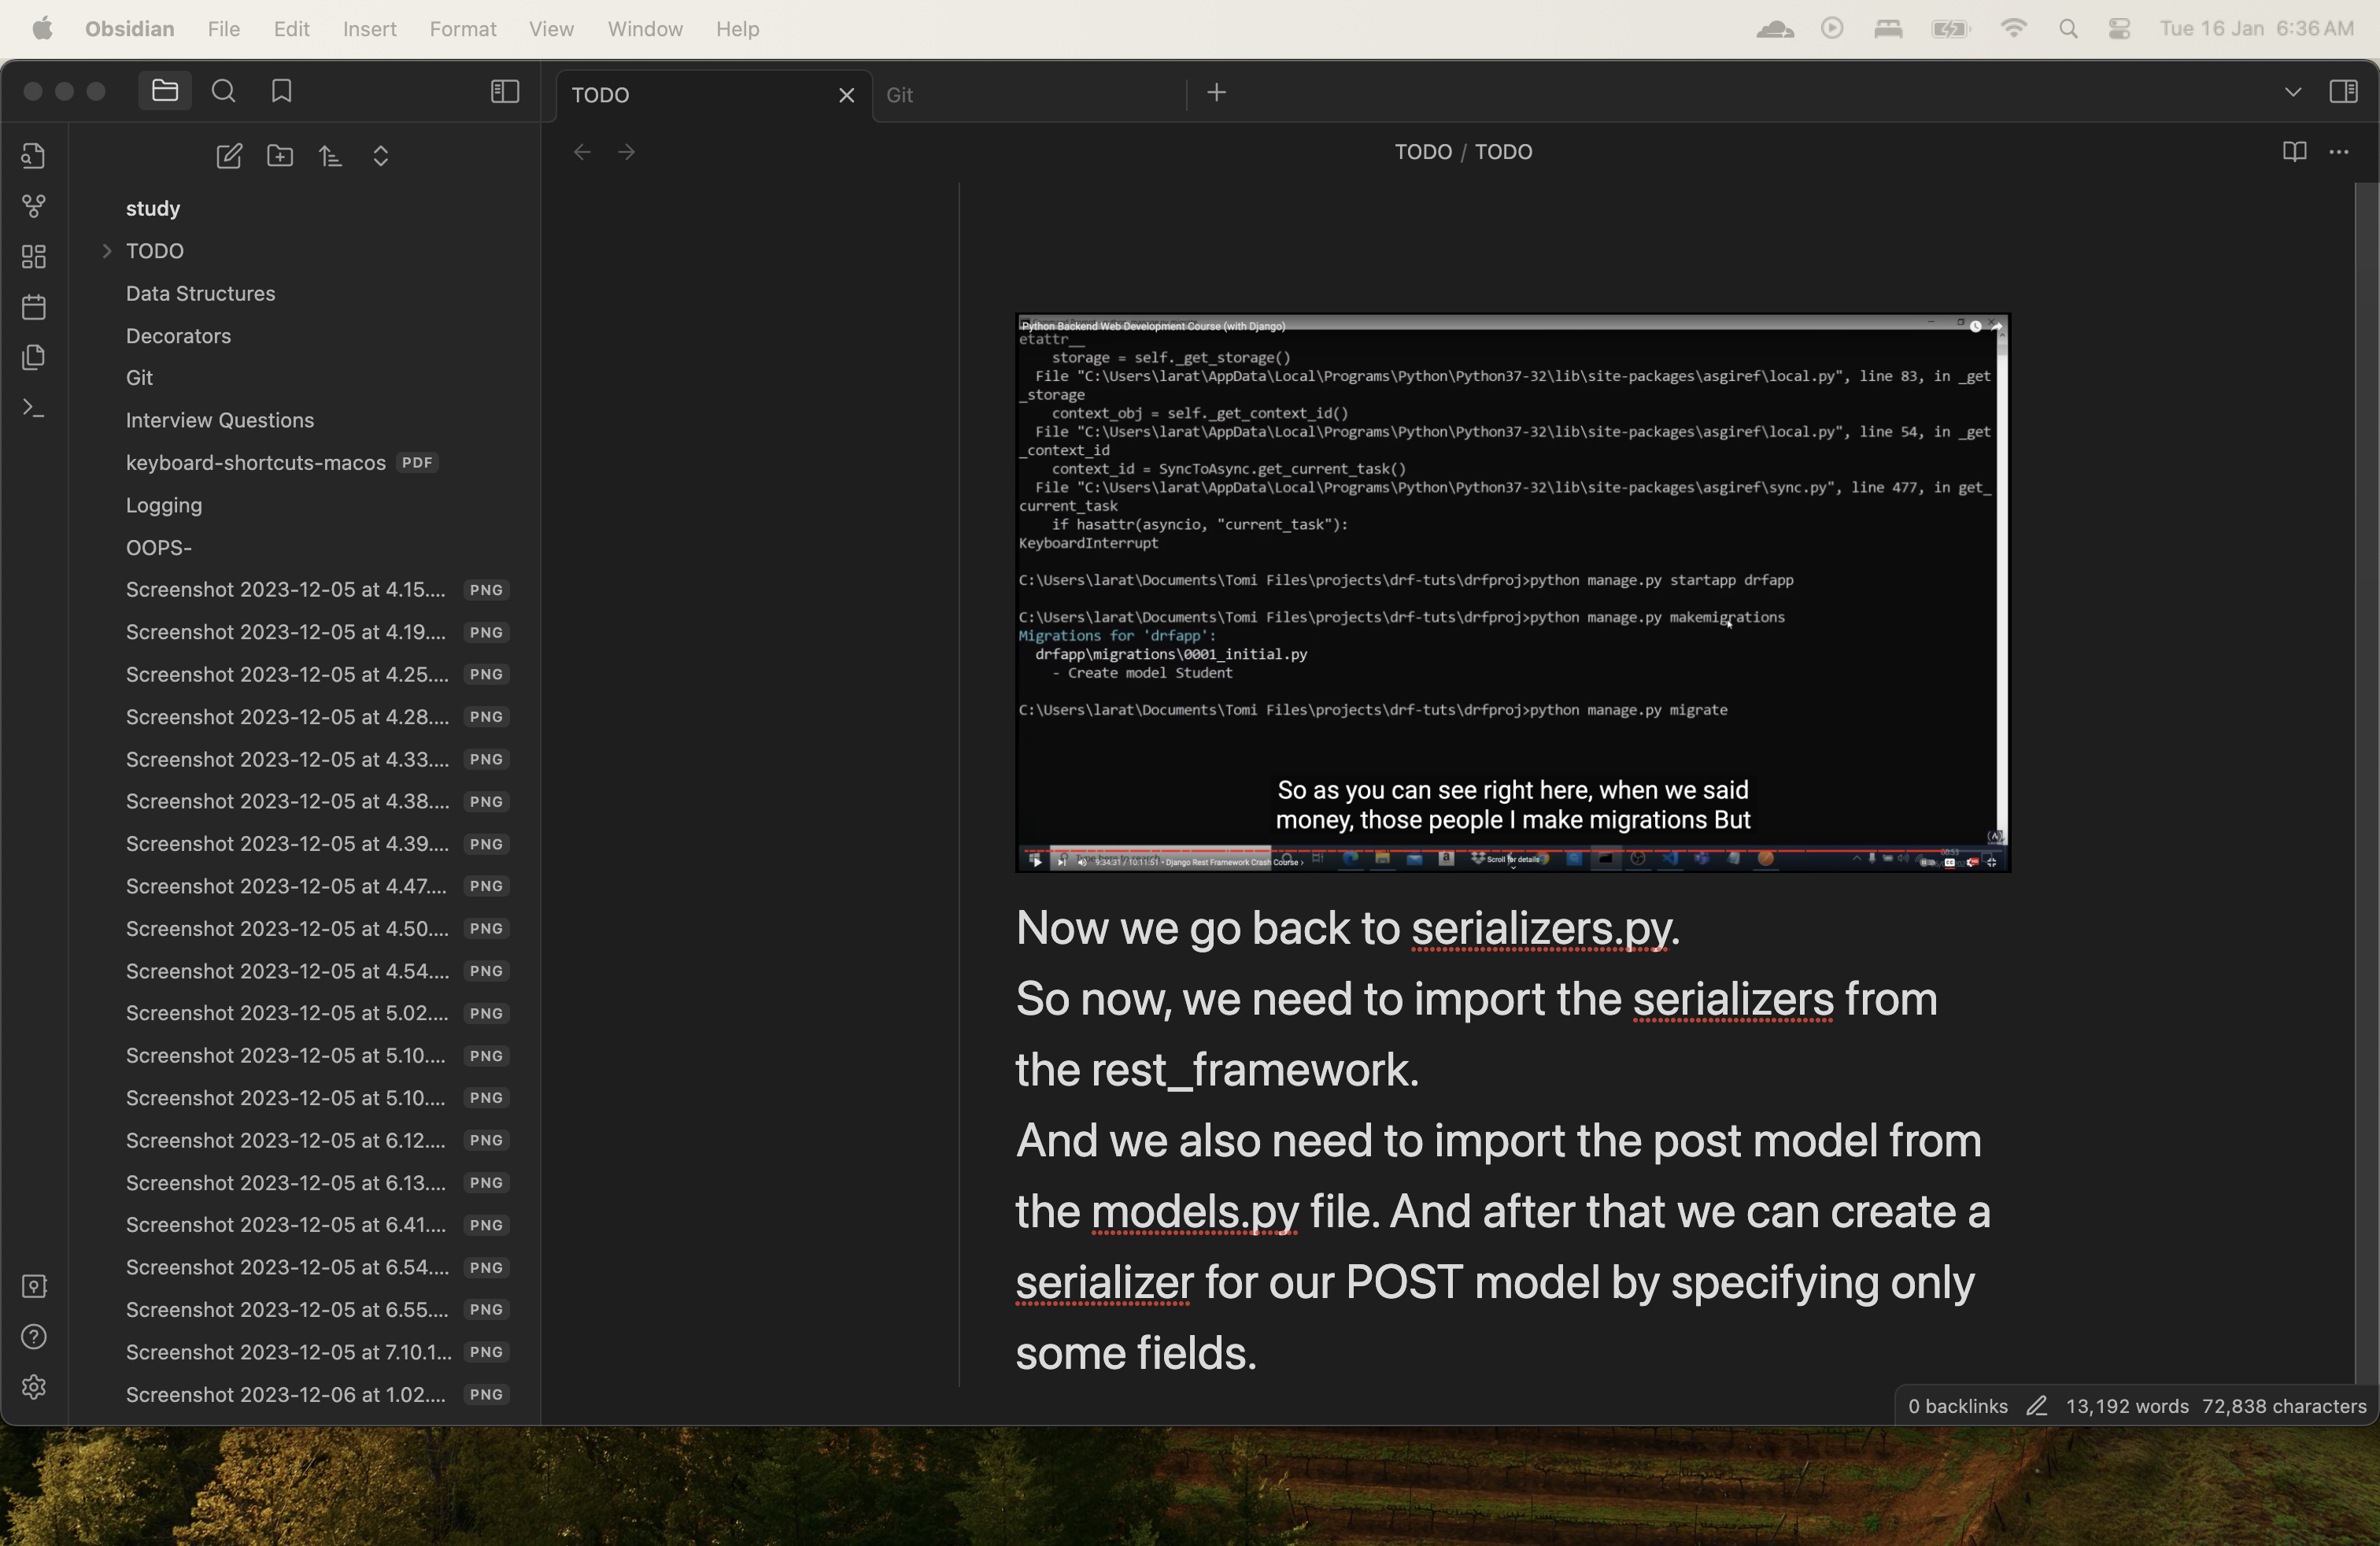 Obsidian File Edit Insert Format View Window Help Tue 16 Jan 6:36 AM
TODO Git
TODO / TODO
study
TODO
Data Structures
Decorators
Git
Interview Questions
keyboard-shortcuts-macos PDF
Logging
OOPS-
Screenshot 2023-12-05 at 4.15.... PNG
Screenshot 2023-12-05 at 4.19.... PNG
Screenshot 2023-12-05 at 4.25.... PNG
Screenshot 2023-12-05 at 4.28.... PNG
Screenshot 2023-12-05 at 4.33.... PNG
Screenshot 2023-12-05 at 4.38.... PNG
Screenshot 2023-12-05 at 4.39.... PNG
Screenshot 2023-12-05 at 4.47.... PNG
Screenshot 2023-12-05 at 4.50.... PNG
Screenshot 2023-12-05 at 4.54.... PNG
Screenshot 2023-12-05 at 5.02.... PNG
Screenshot 2023-12-05 at 5.10.... PNG
Screenshot 2023-12-05 at 5.10.... PNG
Screenshot 2023-12-05 at 6.12.... PNG
Screenshot 2023-12-05 at 6.13.... PNG
Screenshot 2023-12-05 at 6.41.... PNG
Screenshot 2023-12-05 at 6.54.... PNG
Screenshot 2023-12-05 at 6.55.... PNG
Screenshot 2023-12-05 at 7.10.1... PNG
Screenshot 2023-12-06 at 1.02.... PNG
Python Backend Web Development Course (with Django)
etattr__
storage = self._get_storage()
File "C:\Users\larat\AppData\Local\Programs\Python\Python37-32\lib\site-packages\asgiref\local.py", line 83, in _get
_storage
context_obj = self._get_context_id()
File "C:\Users\larat\AppData\Local\Programs\Python\Python37-32\lib\site-packages\asgiref\local.py", line 54, in _get
_context_id
context_id = SyncToAsync.get_current_task()
File "C:\Users\larat\AppData\Local\Programs\Python\Python37-32\lib\site-packages\asgiref\sync.py", line 477, in get_
current_task
if hasattr(asyncio, "current_task"):
KeyboardInterrupt
C:\Users\larat\Documents\Tomi Files\projects\drf-tuts\drfproj>python manage.py startapp drfapp
C:\Users\larat\Documents\Tomi Files\projects\drf-tuts\drfproj>python manage.py makemigrations
Migrations for 'drfapp':
drfapp\migrations\0001_initial.py
- Create model Student
C:\Users\larat\Documents\Tomi Files\projects\drf-tuts\drfproj>python manage.py migrate
So as you can see right here, when we said
money, those people I make migrations But
9:34:31 / 10:11:51 • Django Rest Framework Crash Course > Scroll for details
Now we go back to serializers.py.
So now, we need to import the serializers from
the rest_framework.
And we also need to import the post model from
the models.py file. And after that we can create a
serializer for our POST model by specifying only
some fields.
0 backlinks 13,192 words 72,838 characters